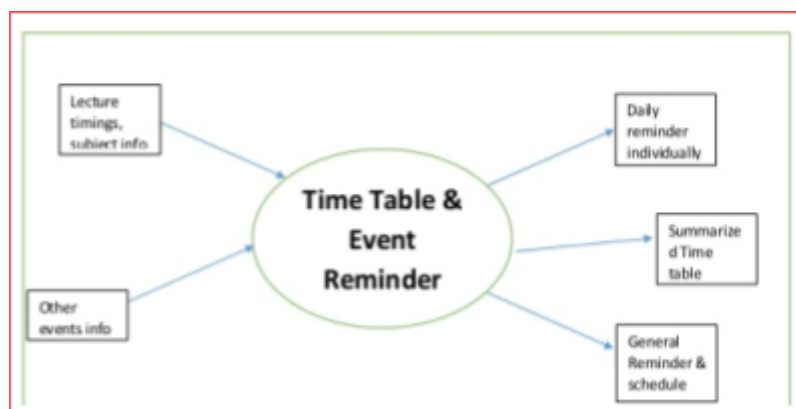 Lecture
timings,
subject info
Other
events info
Time Table &
Event
Reminder
Daily
reminder
individually
Summarize
d Time
table
General
Reminder &
schedule